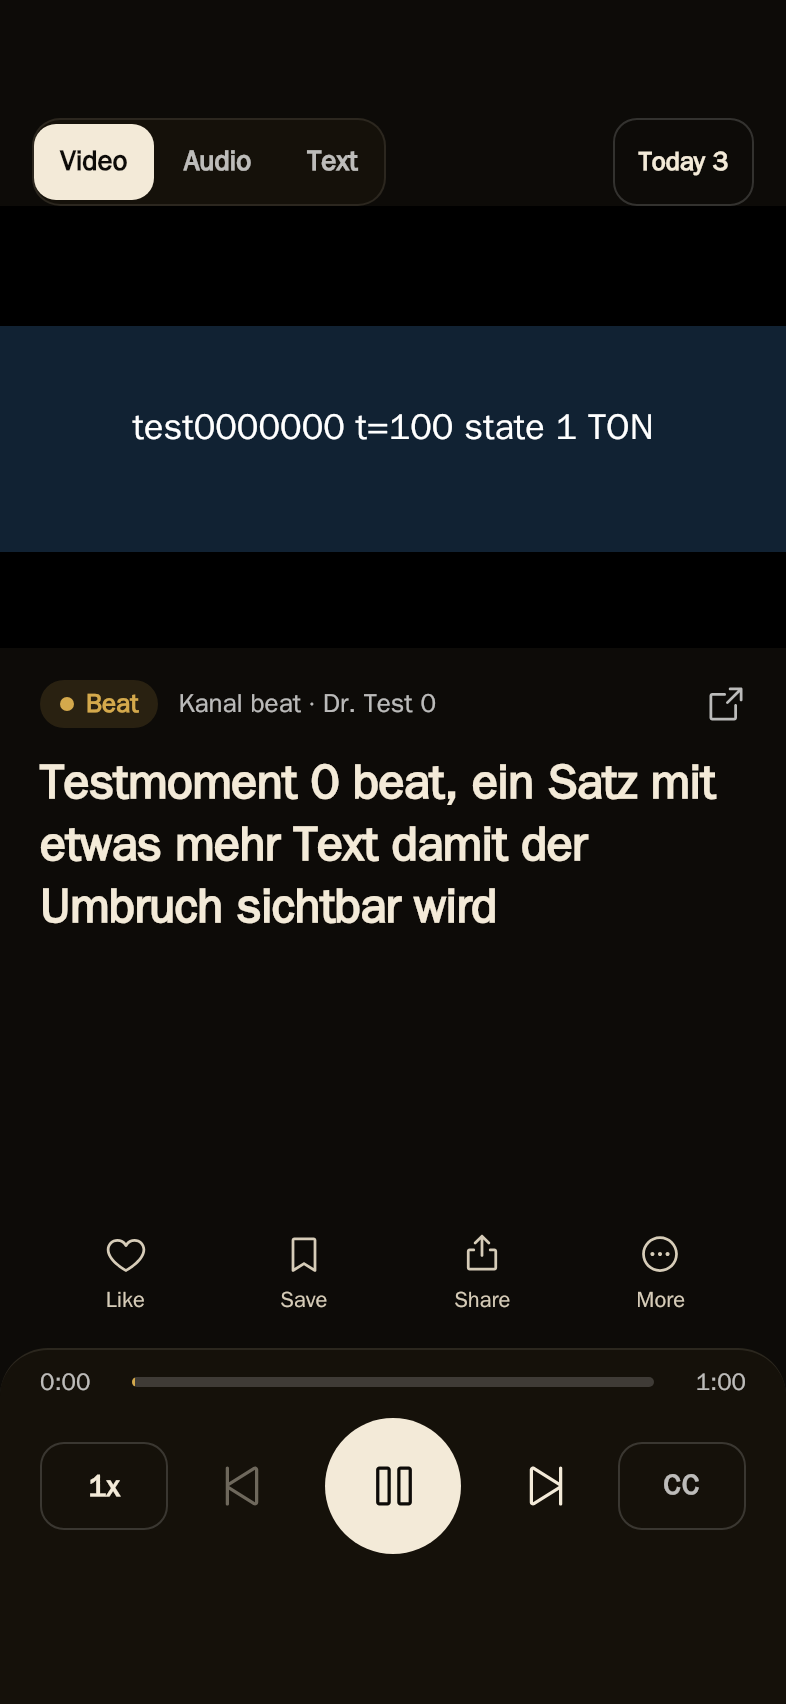 Video Audio Text Today 3
test0000000 t=100 state 1 TON
Beat Kanal beat · Dr. Test 0
Testmoment 0 beat, ein Satz mit
etwas mehr Text damit der
Umbruch sichtbar wird
Like Save Share More
0:00 1:00
1x CC